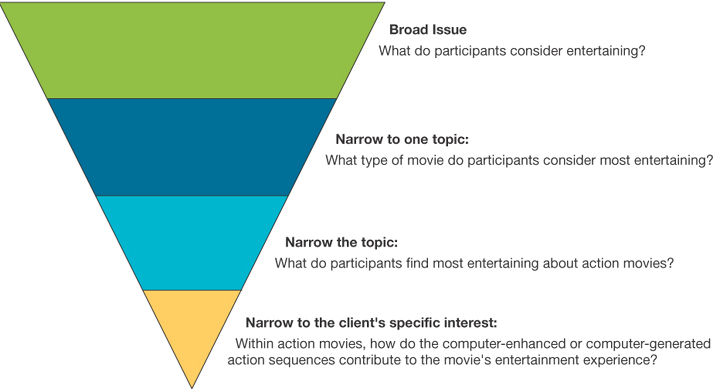 Broad Issue
What do participants consider entertaining?
Narrow to one topic:
What type of movie do participants consider most entertaining?
Narrow the topic:
What do participants find most entertaining about action movies?
Narrow to the client's specific interest:
Within action movies, how do the computer-enhanced or computer-generated
action sequences contribute to the movie's entertainment experience?